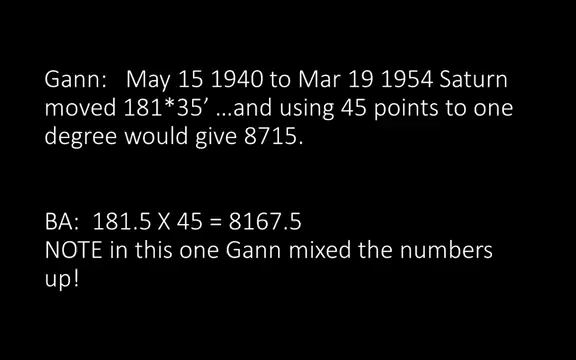 Gann:   May 15 1940 to Mar 19 1954 Saturn
moved 181*35’ …and using 45 points to one
degree would give 8715.
BA:  181.5 X 45 = 8167.5
NOTE in this one Gann mixed the numbers
up!